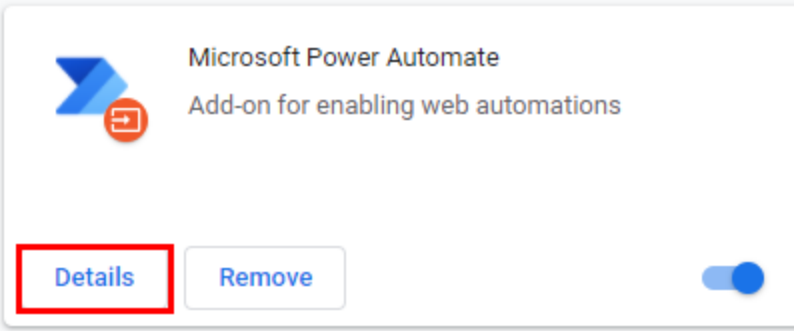 Microsoft Power Automate
Add-on for enabling web automations
Details
Remove